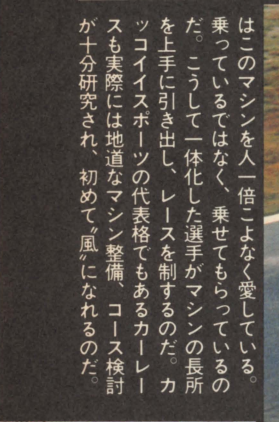 はこのマシンを人一倍こよなく愛している。
乗っているではなく、乗せてもらっているの
だ。こうして一体化した選手がマシンの長所
を上手に引き出し、レースを制するのだ。カ
ッコイイスポーツの代表格でもあるカーレー
スも実際には地道なマシン整備、コース検討
が十分研究され、初めて〝風〟になれるのだ。